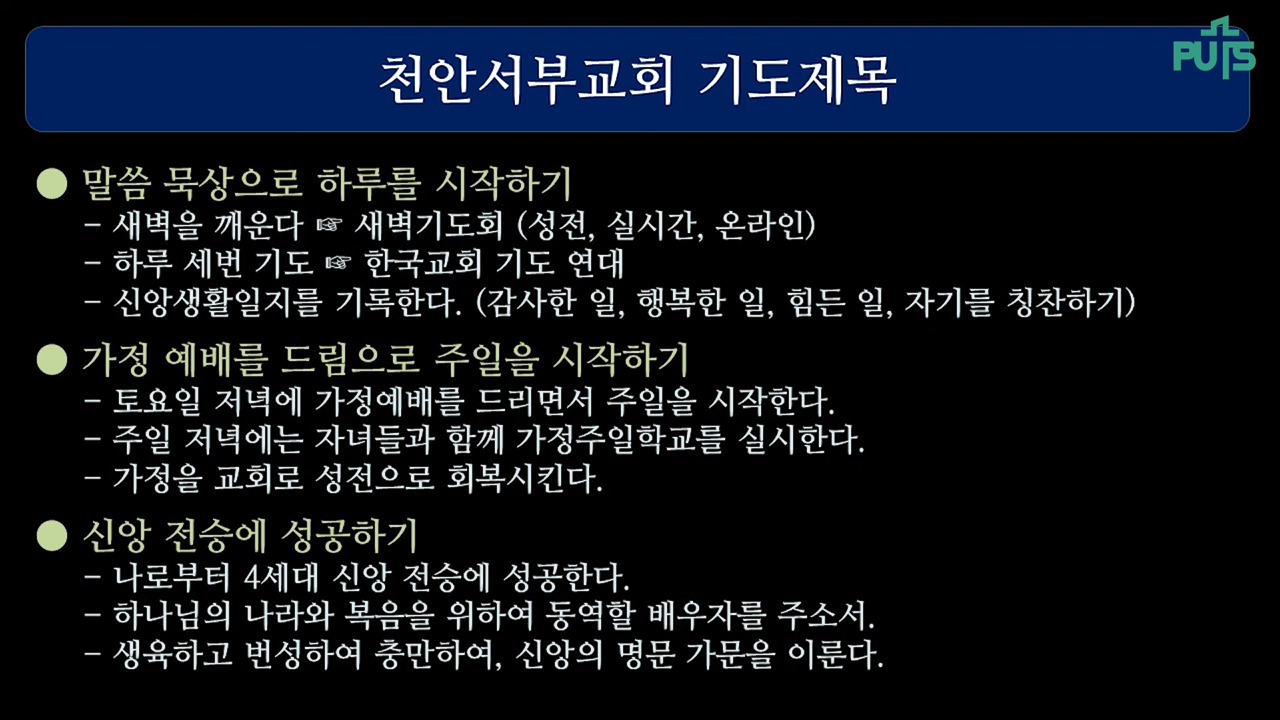 PUTS
천안서부교회 기도제목
● 말씀 묵상으로 하루를 시작하기
- 새벽을 깨운다 ☞ 새벽기도회 (성전, 실시간, 온라인)
- 하루 세번 기도 ☞ 한국교회 기도 연대
- 신앙생활일지를 기록한다. (감사한 일, 행복한 일, 힘든 일, 자기를 칭찬하기)
● 가정 예배를 드림으로 주일을 시작하기
- 토요일 저녁에 가정예배를 드리면서 주일을 시작한다.
- 주일 저녁에는 자녀들과 함께 가정주일학교를 실시한다.
- 가정을 교회로 성전으로 회복시킨다.
● 신앙 전승에 성공하기
- 나로부터 4세대 신앙 전승에 성공한다.
- 하나님의 나라와 복음을 위하여 동역할 배우자를 주소서.
- 생육하고 번성하여 충만하여, 신앙의 명문 가문을 이룬다.